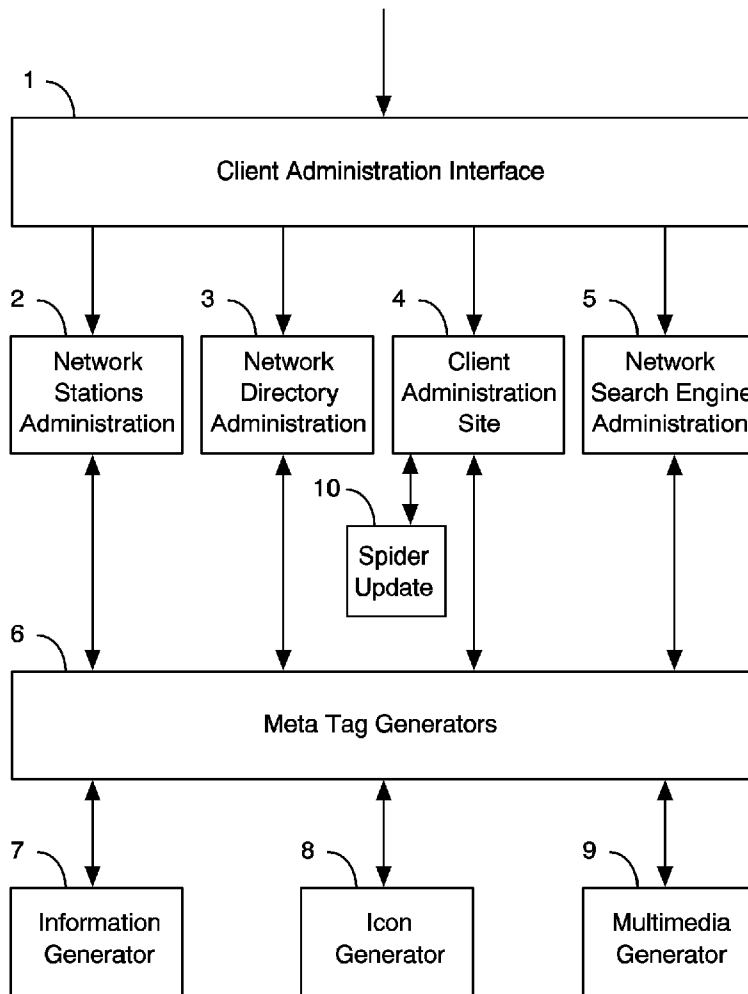 1
Client Administration Interface
2
3
4
5
Network
Stations
Administration
Network
Directory
Administration
Client
Administration
Site
Network
Search Engine
Administration
10
Spider
Update
6
Meta Tag Generators
7
8
9
Information
Generator
Icon
Generator
Multimedia
Generator